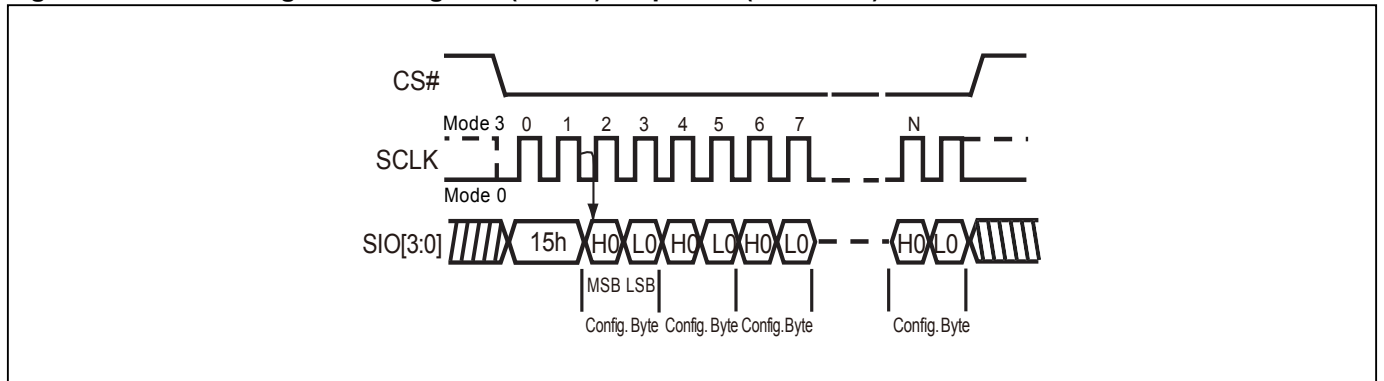 CS#
Mode 3 0 1 2 3 4 5 6 7 N
SCLK
Mode 0
SIO[3:0] 15h H0 L0 H0 L0 H0 L0 H0 L0
MSB LSB
Config. Byte Config. Byte Config. Byte Config. Byte